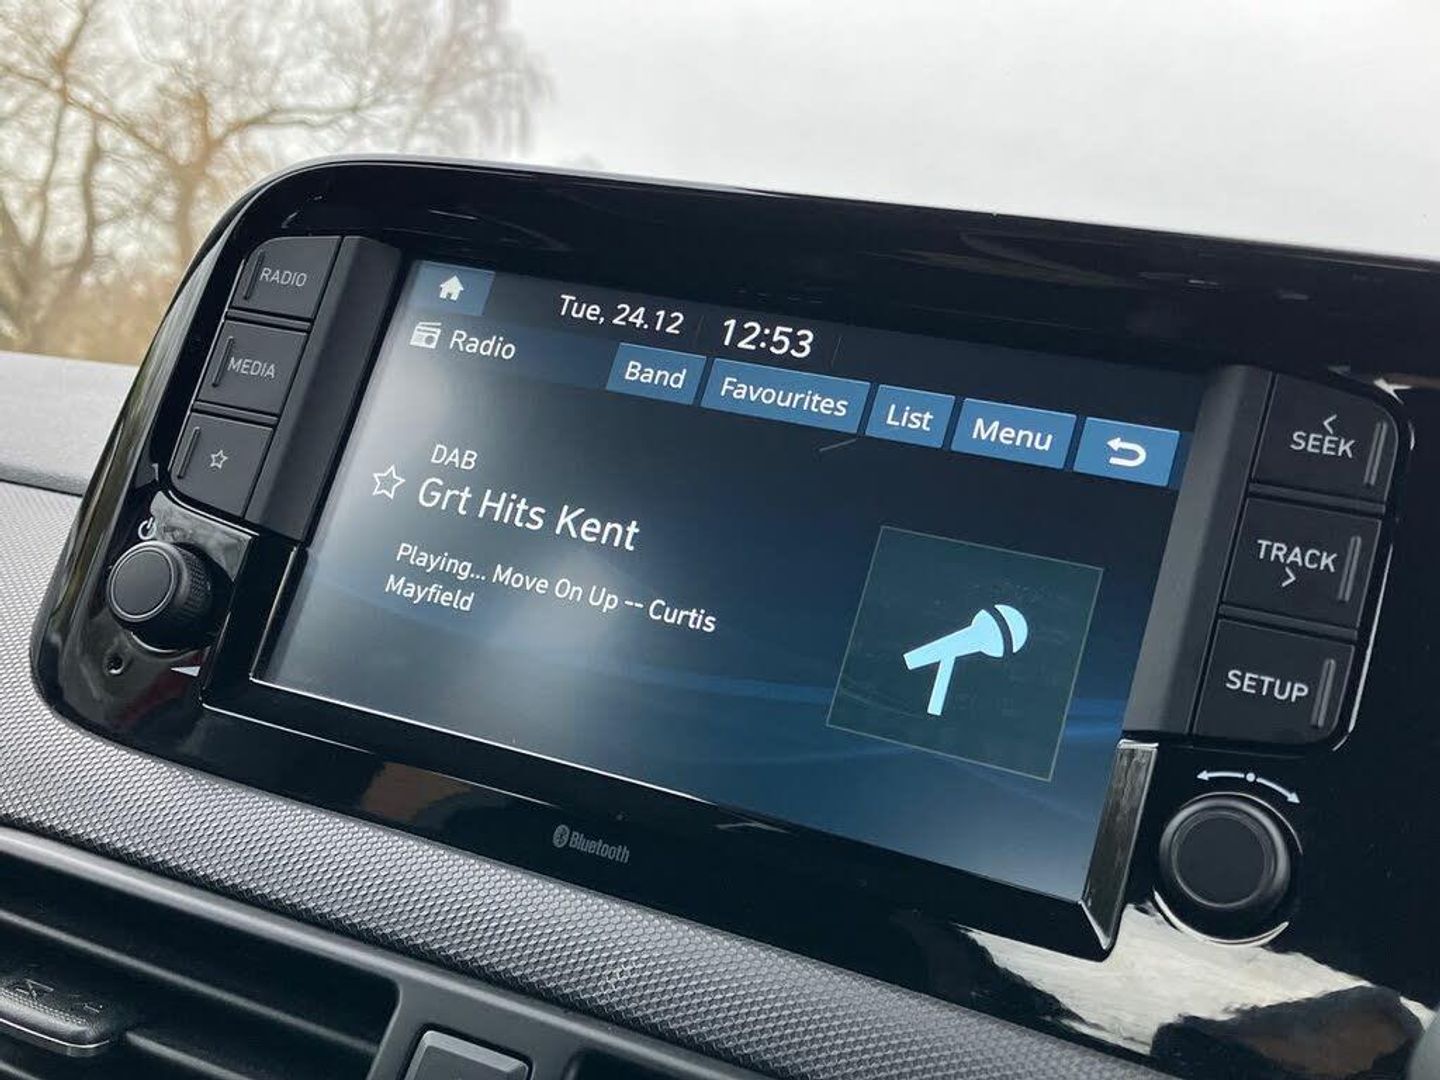 RADIO
MEDIA
Tue, 24.12 12:53
Radio
Band Favourites List Menu
DAB
Grt Hits Kent
Playing... Move On Up -- Curtis
Mayfield
< SEEK
TRACK >
SETUP
Bluetooth